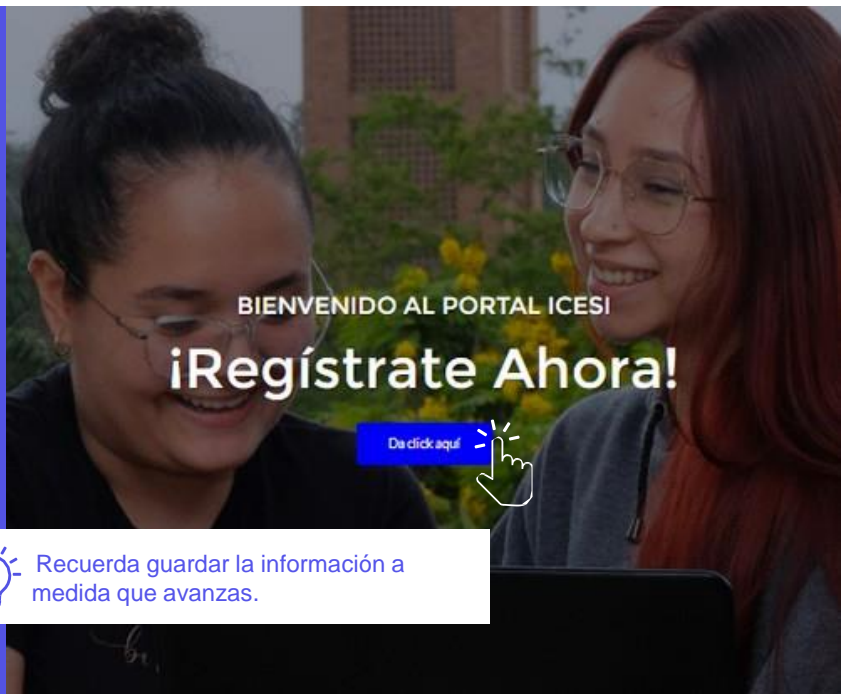 BIENVENIDO AL PORTAL ICESI
¡Regístrate Ahora!
Da click aquí
Recuerda guardar la información a
medida que avanzas.